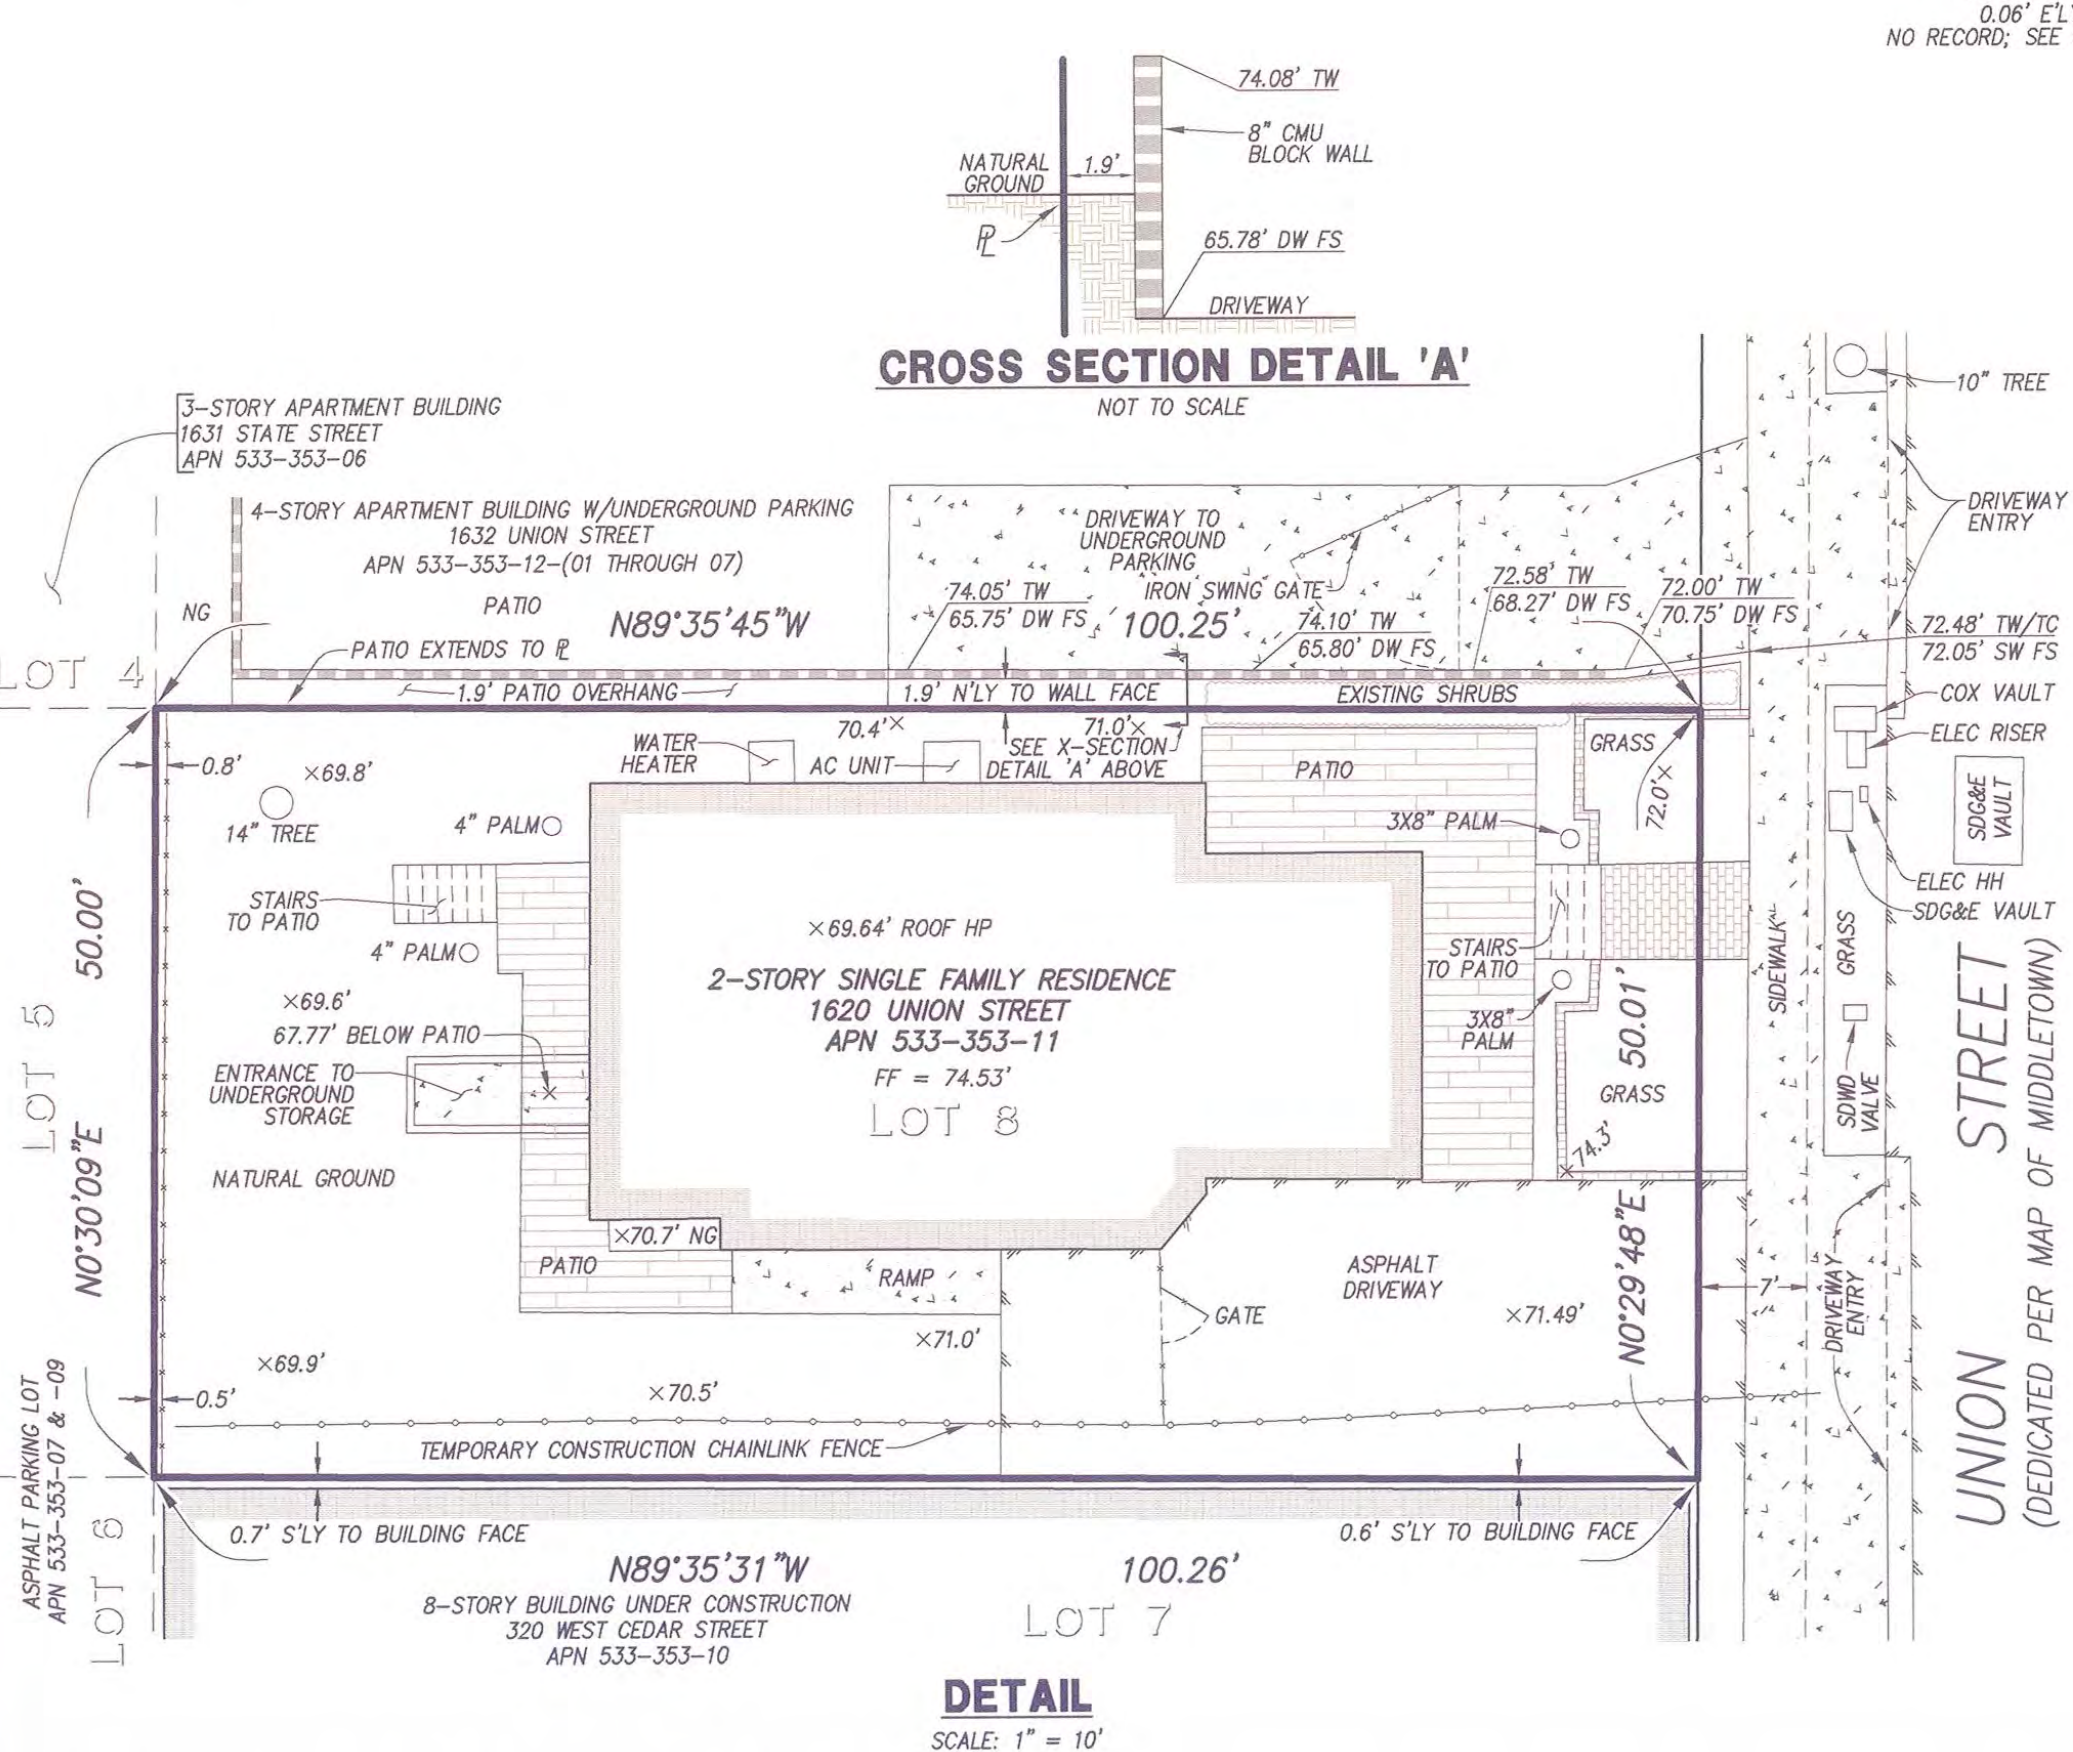 0.06' E'L
NO RECORD; SEE
74.08' TW
8" CMU
BLOCK WALL
NATURAL
GROUND
1.9'
PL
65.78' DW FS
DRIVEWAY
CROSS SECTION DETAIL 'A'
NOT TO SCALE
10" TREE
3-STORY APARTMENT BUILDING
1631 STATE STREET
APN 533-353-06
4-STORY APARTMENT BUILDING W/UNDERGROUND PARKING
1632 UNION STREET
APN 533-353-12-(01 THROUGH 07)
PATIO
DRIVEWAY TO
UNDERGROUND
PARKING
IRON SWING GATE
DRIVEWAY
ENTRY
NG
N89°35'45"W
100.25'
74.05' TW
65.75' DW FS
74.10' TW
65.80' DW FS
72.58' TW
68.27' DW FS
72.00' TW
70.75' DW FS
72.48' TW/TC
72.05' SW FS
PATIO EXTENDS TO PL
LOT 4
1.9' PATIO OVERHANG
1.9' N'LY TO WALL FACE
EXISTING SHRUBS
COX VAULT
ELEC RISER
SDG&E
VAULT
70.4'
71.0'
SEE X-SECTION
DETAIL 'A' ABOVE
WATER
HEATER
AC UNIT
PATIO
GRASS
72.0'
0.8'
69.8'
14" TREE
4" PALM
3X8" PALM
ELEC HH
SDG&E VAULT
STAIRS
TO PATIO
4" PALM
69.64' ROOF HP
2-STORY SINGLE FAMILY RESIDENCE
1620 UNION STREET
APN 533-353-11
FF = 74.53'
LOT 8
STAIRS
TO PATIO
3X8"
PALM
SIDEWALK
GRASS
50.00'
69.6'
67.77' BELOW PATIO
ENTRANCE TO
UNDERGROUND
STORAGE
LOT 5
N0°30'09"E
NATURAL GROUND
50.01'
GRASS
74.3'
SDWD
VALVE
N0°29'48"E
UNION STREET
(DEDICATED PER MAP OF MIDDLETOWN)
70.7' NG
PATIO
RAMP
ASPHALT
DRIVEWAY
GATE
71.49'
7'
DRIVEWAY
ENTRY
71.0'
69.9'
70.5'
0.5'
TEMPORARY CONSTRUCTION CHAINLINK FENCE
ASPHALT PARKING LOT
APN 533-353-07 & -09
LOT 6
0.7' S'LY TO BUILDING FACE
0.6' S'LY TO BUILDING FACE
N89°35'31"W
100.26'
8-STORY BUILDING UNDER CONSTRUCTION
320 WEST CEDAR STREET
APN 533-353-10
LOT 7
DETAIL
SCALE: 1" = 10'